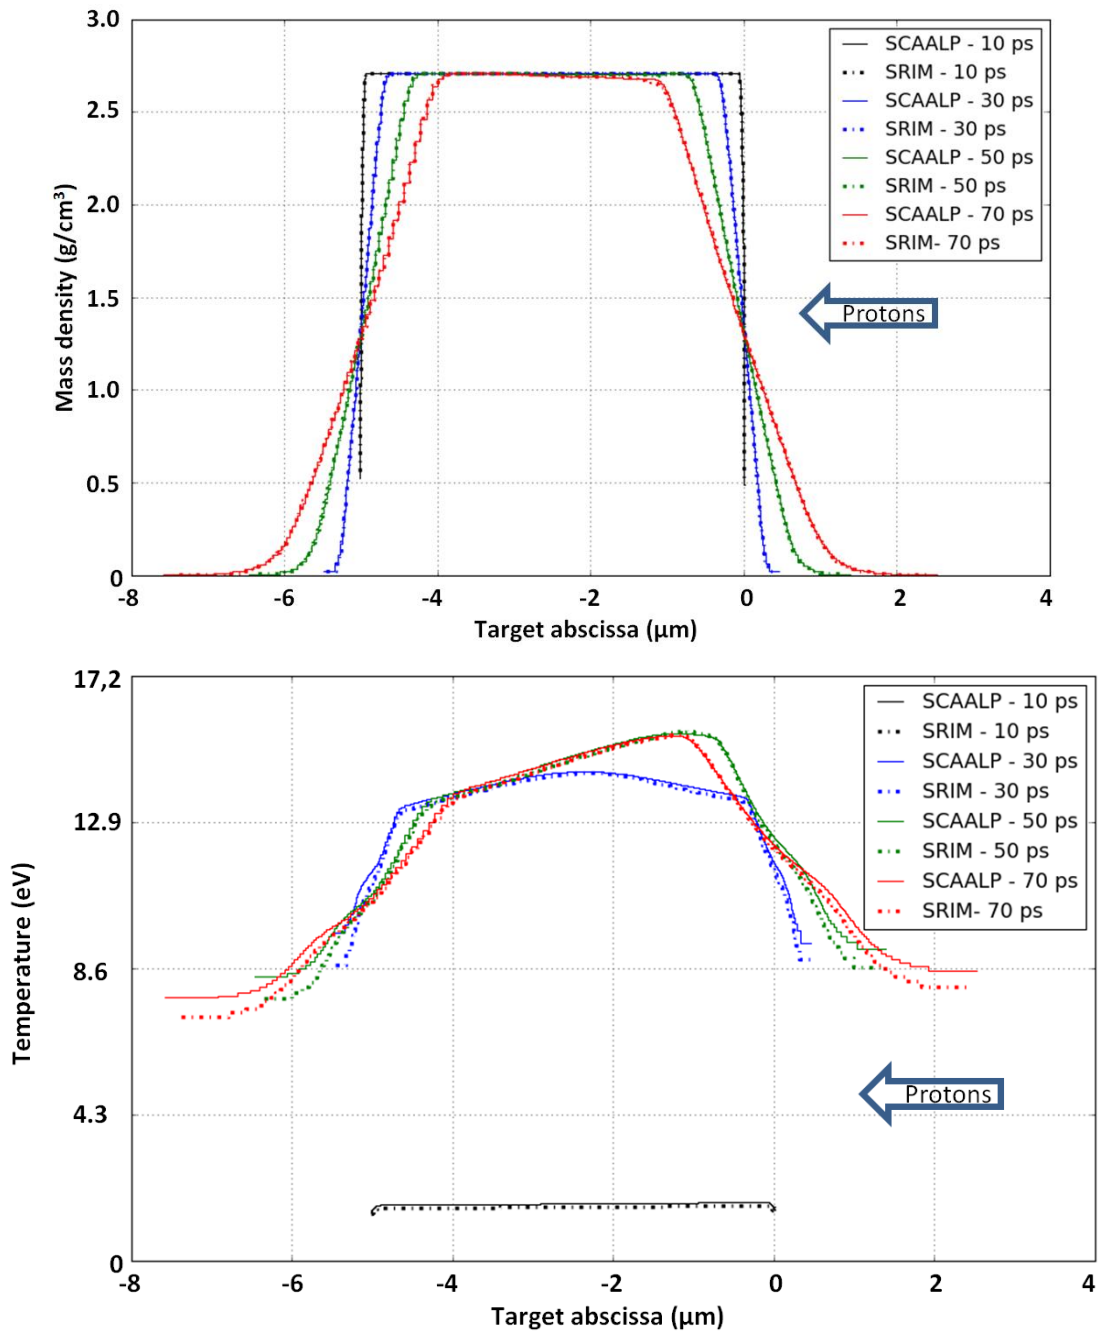 3.0
2.5
2.0
1.5
1.0
0.5
0
Mass density (g/cm³)
SCAALP - 10 ps
SRIM - 10 ps
SCAALP - 30 ps
SRIM - 30 ps
SCAALP - 50 ps
SRIM - 50 ps
SCAALP - 70 ps
SRIM- 70 ps
Protons
-8 -6 -4 -2 0 2 4
Target abscissa (μm)
17,2
12.9
8.6
4.3
0
Temperature (eV)
SCAALP - 10 ps
SRIM - 10 ps
SCAALP - 30 ps
SRIM - 30 ps
SCAALP - 50 ps
SRIM - 50 ps
SCAALP - 70 ps
SRIM- 70 ps
Protons
-8 -6 -4 -2 0 2 4
Target abscissa (μm)